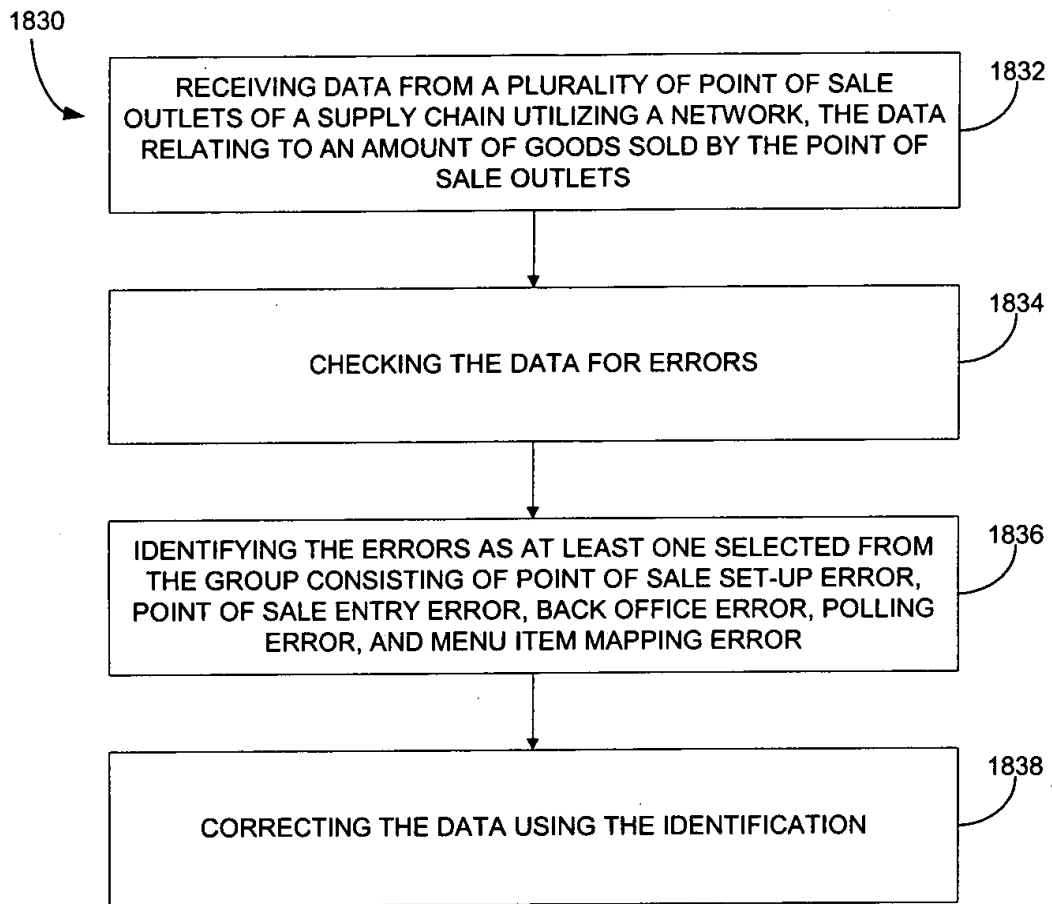 1830
RECEIVING DATA FROM A PLURALITY OF POINT OF SALE
OUTLETS OF A SUPPLY CHAIN UTILIZING A NETWORK, THE DATA
RELATING TO AN AMOUNT OF GOODS SOLD BY THE POINT OF
SALE OUTLETS
1832
CHECKING THE DATA FOR ERRORS
1834
IDENTIFYING THE ERRORS AS AT LEAST ONE SELECTED FROM
THE GROUP CONSISTING OF POINT OF SALE SET-UP ERROR,
POINT OF SALE ENTRY ERROR, BACK OFFICE ERROR, POLLING
ERROR, AND MENU ITEM MAPPING ERROR
1836
CORRECTING THE DATA USING THE IDENTIFICATION
1838